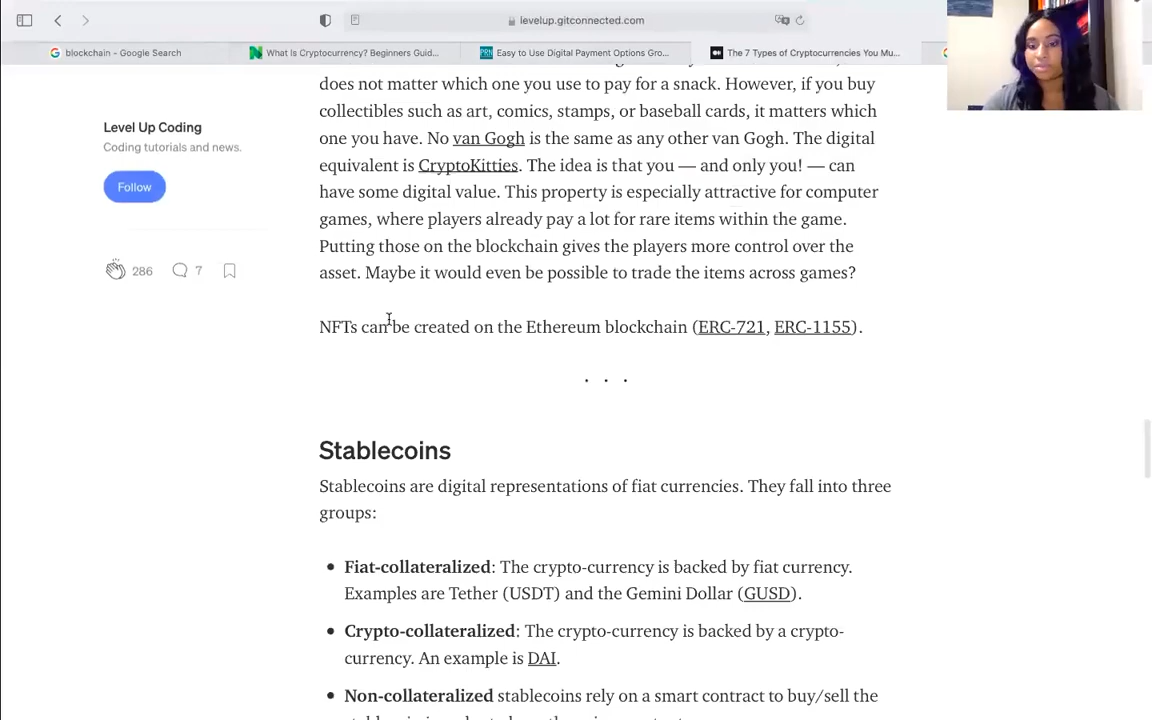 levelup.gitconnected.com
blockchain - Google Search
What Is Cryptocurrency? Beginners Guid...
Easy to Use Digital Payment Options Gro...
The 7 Types of Cryptocurrencies You Mu...
does not matter which one you use to pay for a snack. However, if you buy
collectibles such as art, comics, stamps, or baseball cards, it matters which
one you have. No van Gogh is the same as any other van Gogh. The digital
equivalent is CryptoKitties. The idea is that you — and only you! — can
have some digital value. This property is especially attractive for computer
games, where players already pay a lot for rare items within the game.
Putting those on the blockchain gives the players more control over the
asset. Maybe it would even be possible to trade the items across games?
Level Up Coding
Coding tutorials and news.
Follow
286
7
NFTs can be created on the Ethereum blockchain (ERC-721, ERC-1155).
. . .
Stablecoins
Stablecoins are digital representations of fiat currencies. They fall into three
groups:
• Fiat-collateralized: The crypto-currency is backed by fiat currency.
Examples are Tether (USDT) and the Gemini Dollar (GUSD).
• Crypto-collateralized: The crypto-currency is backed by a crypto-
currency. An example is DAI.
• Non-collateralized stablecoins rely on a smart contract to buy/sell the